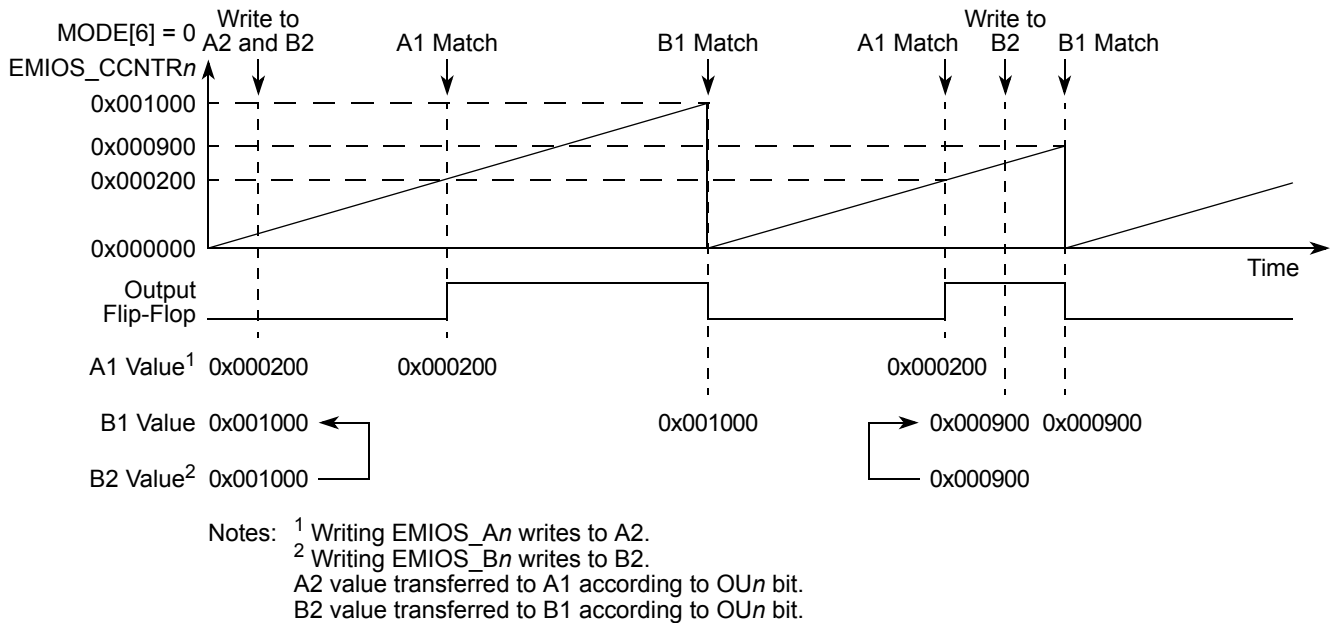 MODE[6] = 0
Write to
A2 and B2
A1 Match
B1 Match
A1 Match
Write to
B2
B1 Match
EMIOS_CCNTRn
0x001000
0x000900
0x000200
0x000000
Time
Output
Flip-Flop
A1 Value1 0x000200 0x000200 0x000200
B1 Value 0x001000 0x001000 0x000900 0x000900
B2 Value2 0x001000 0x000900
Notes: 1 Writing EMIOS_An writes to A2.
2 Writing EMIOS_Bn writes to B2.
A2 value transferred to A1 according to OUn bit.
B2 value transferred to B1 according to OUn bit.